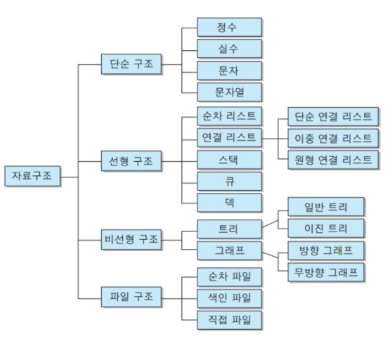 자료구조
단순 구조
정수
실수
문자
문자열
선형 구조
순차 리스트
연결 리스트
단순 연결 리스트
이중 연결 리스트
원형 연결 리스트
스택
큐
덱
비선형 구조
트리
일반 트리
이진 트리
그래프
방향 그래프
무방향 그래프
파일 구조
순차 파일
색인 파일
직접 파일